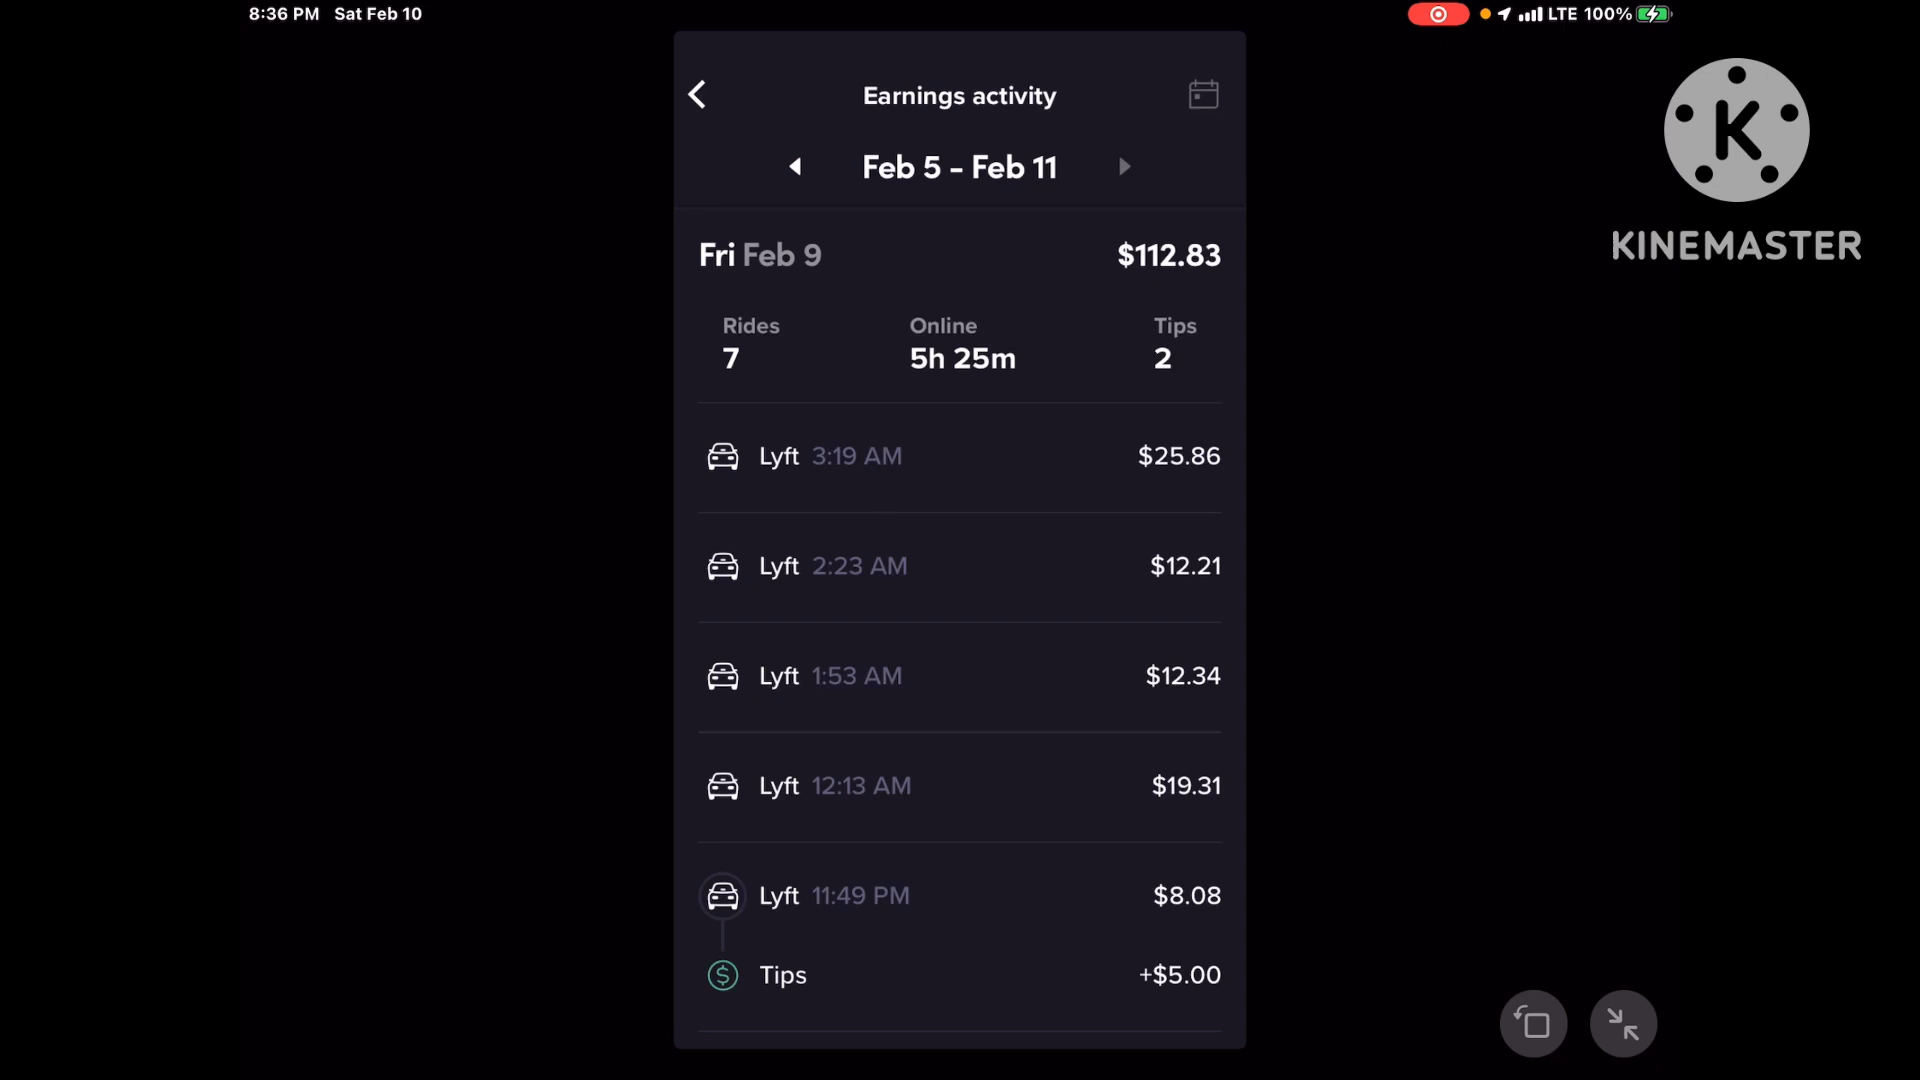 8:36 PM Sat Feb 10
LTE 100%
Earnings activity
Feb 5 - Feb 11
K
KINEMASTER
Fri Feb 9 $112.83
Rides Online Tips
7 5h 25m 2
Lyft 3:19 AM $25.86
Lyft 2:23 AM $12.21
Lyft 1:53 AM $12.34
Lyft 12:13 AM $19.31
Lyft 11:49 PM $8.08
$ Tips +$5.00